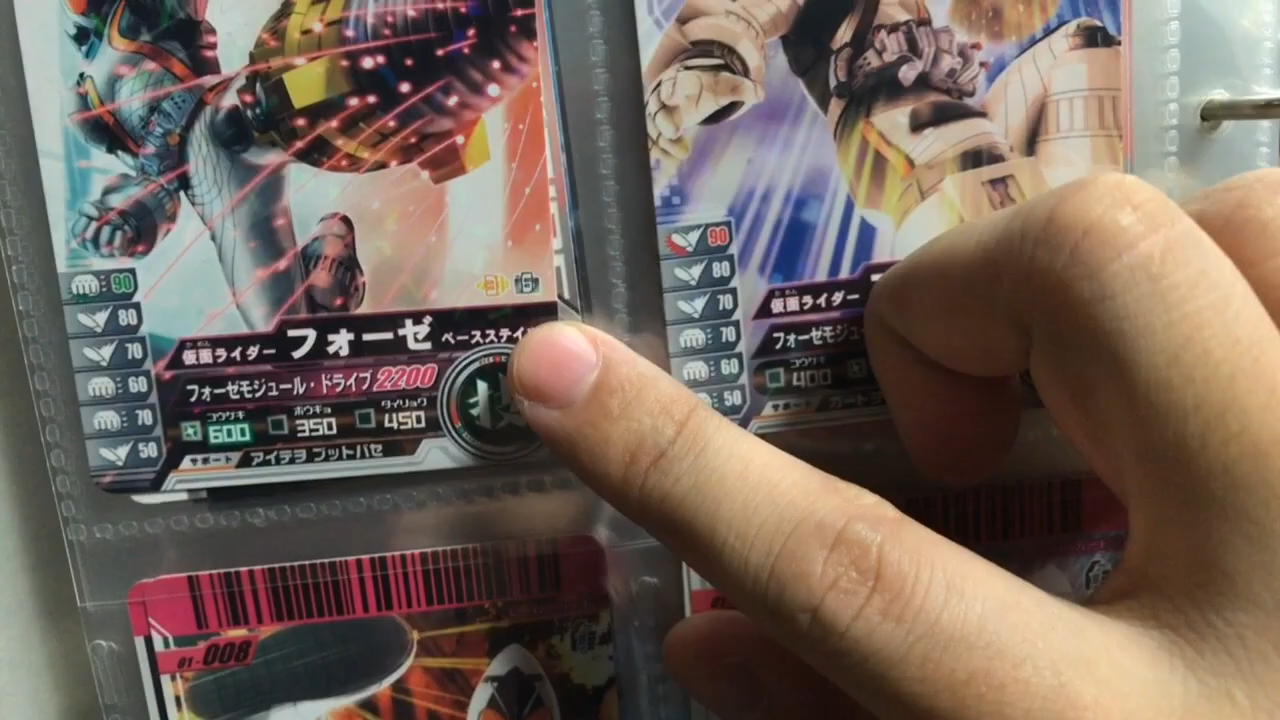 90
80
70
60
70
50
かめん
仮面ライダー フォーゼ ベースステイ
フォーゼモジュール・ドライブ 2200
コウゲキ 600 ボウギョ 350 タイリョク 450
技
サポート アイテヲ ブットバセ
90
80
70
70
60
50
かめん
仮面ライダー
フォーゼモジュ
コウゲキ 400
サポート ガード
01-008
01